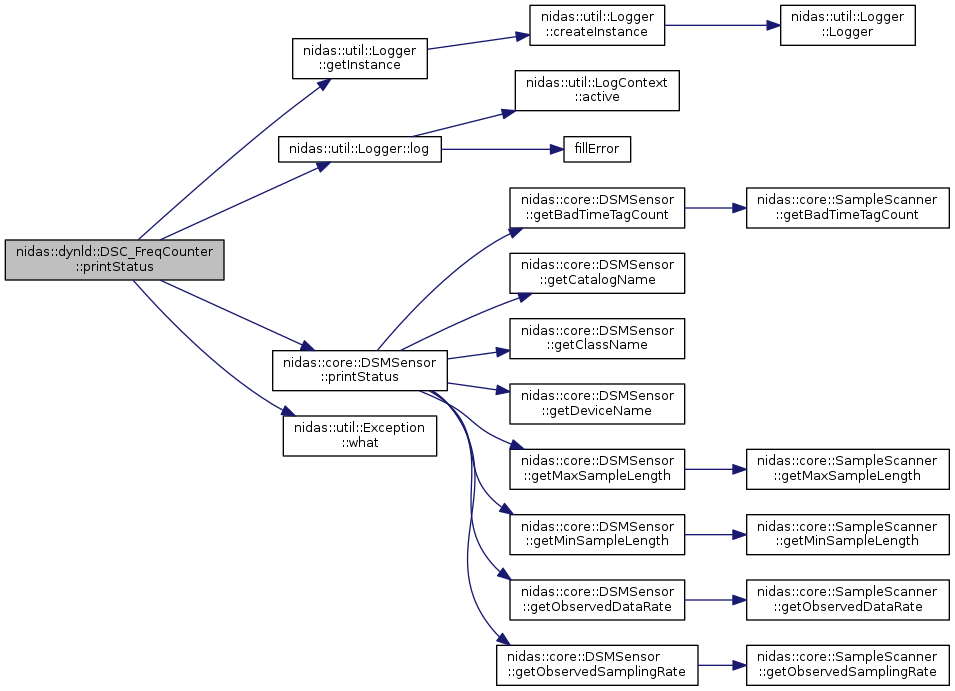 nidas::dynld::DSC_FreqCounter
::printStatus
nidas::util::Logger
::getInstance
nidas::util::Logger
::createInstance
nidas::util::Logger
::Logger
nidas::util::Logger::log
nidas::util::LogContext
::active
fillError
nidas::core::DSMSensor
::printStatus
nidas::core::DSMSensor
::getBadTimeTagCount
nidas::core::SampleScanner
::getBadTimeTagCount
nidas::core::DSMSensor
::getCatalogName
nidas::core::DSMSensor
::getClassName
nidas::core::DSMSensor
::getDeviceName
nidas::core::DSMSensor
::getMaxSampleLength
nidas::core::SampleScanner
::getMaxSampleLength
nidas::core::DSMSensor
::getMinSampleLength
nidas::core::SampleScanner
::getMinSampleLength
nidas::core::DSMSensor
::getObservedDataRate
nidas::core::SampleScanner
::getObservedDataRate
nidas::core::DSMSensor
::getObservedSamplingRate
nidas::core::SampleScanner
::getObservedSamplingRate
nidas::util::Exception
::what